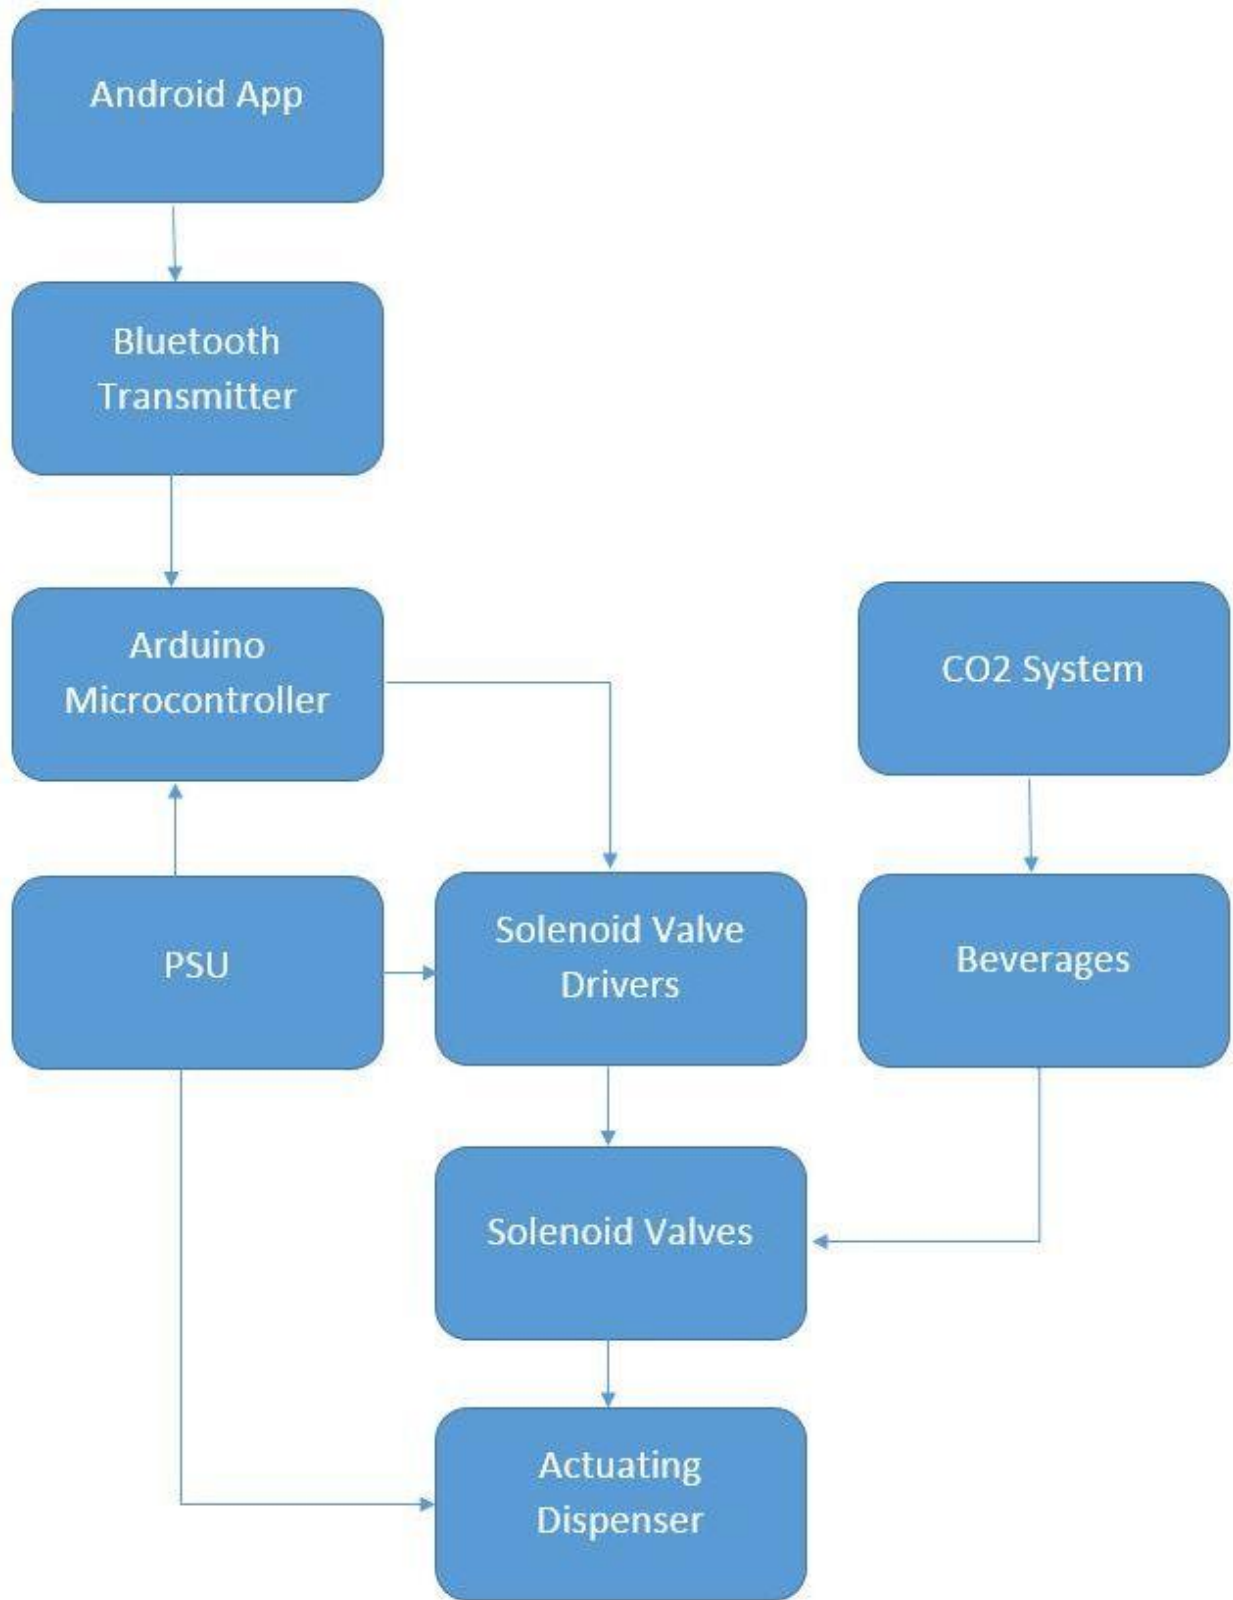 Android App
Bluetooth
Transmitter
Arduino
Microcontroller
CO2 System
PSU
Solenoid Valve
Drivers
Beverages
Solenoid Valves
Actuating
Dispenser